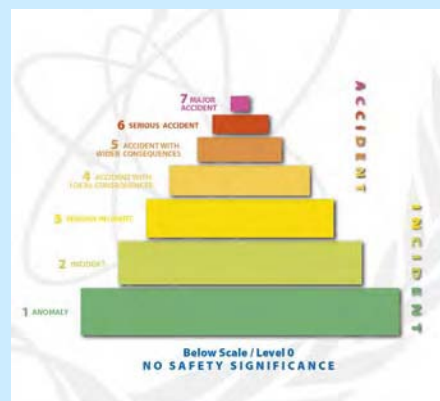 7 MAJOR
ACCIDENT
6 SERIOUS ACCIDENT
5 ACCIDENT WITH
WIDER CONSEQUENCES
4 ACCIDENT WITH
LOCAL CONSEQUENCES
3 SERIOUS INCIDENT
2 INCIDENT
1 ANOMALY
ACCIDENT
INCIDENT
Below Scale / Level 0
NO SAFETY SIGNIFICANCE